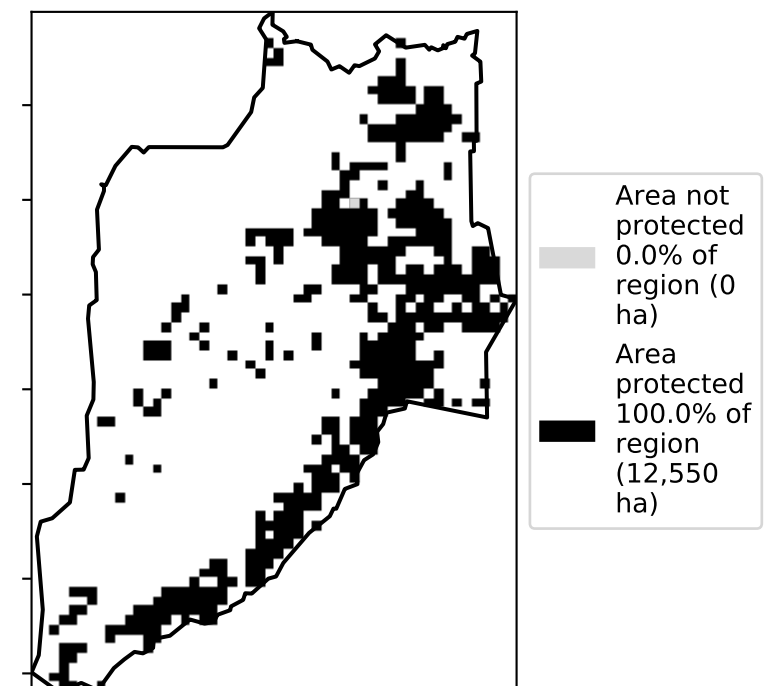 Area not
protected
0.0% of
region (0
ha)
Area
protected
100.0% of
region
(12,550
ha)